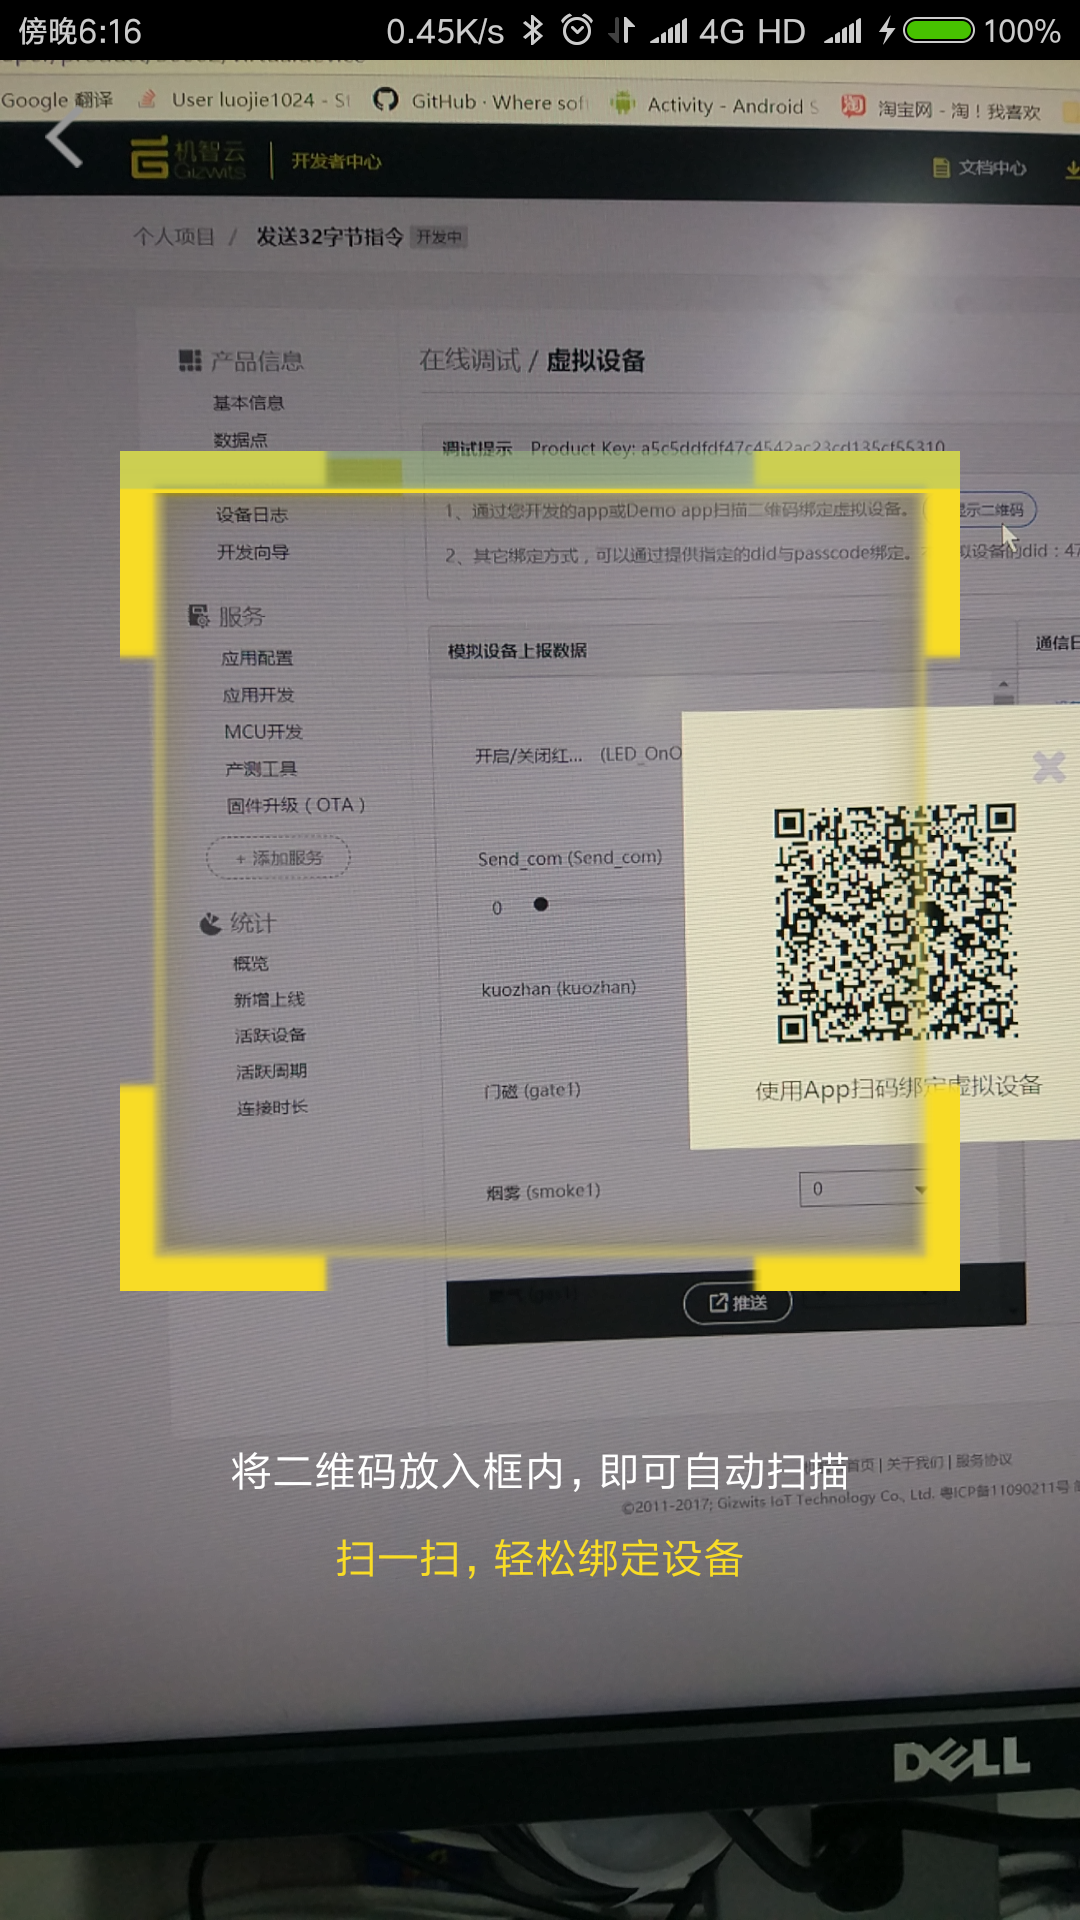 傍晚6:16 0.45K/s 4G HD 100%
Google 翻译 User luojie1024 - St GitHub · Where sof Activity - Android S 淘宝网 - 淘！我喜欢
机智云 Gizwits 开发者中心 文档中心
个人项目 / 发送32字节指令 开发中
产品信息
基本信息
数据点
设备日志
开发向导
服务
应用配置
应用开发
MCU开发
产测工具
固件升级（OTA）
+ 添加服务
统计
概览
新增上线
活跃设备
活跃周期
连接时长
在线调试 / 虚拟设备
调试提示 Product Key: a5c5ddfdf47c4542ac23cd135cf55310
1、通过您开发的app或Demo app扫描二维码绑定虚拟设备。 显示二维码
2、其它绑定方式，可以通过提供指定的did与passcode绑定。 拟设备的did：47
模拟设备上报数据 通信日
开启/关闭红... (LED_OnO
Send_com (Send_com)
0
kuozhan (kuozhan)
门磁 (gate1)
烟雾 (smoke1) 0
推送
使用App扫码绑定虚拟设备
将二维码放入框内，即可自动扫描
首页 | 关于我们 | 服务协议
©2011-2017; Gizwits IoT Technology Co., Ltd. 粤ICP备11090211号
扫一扫，轻松绑定设备
DELL